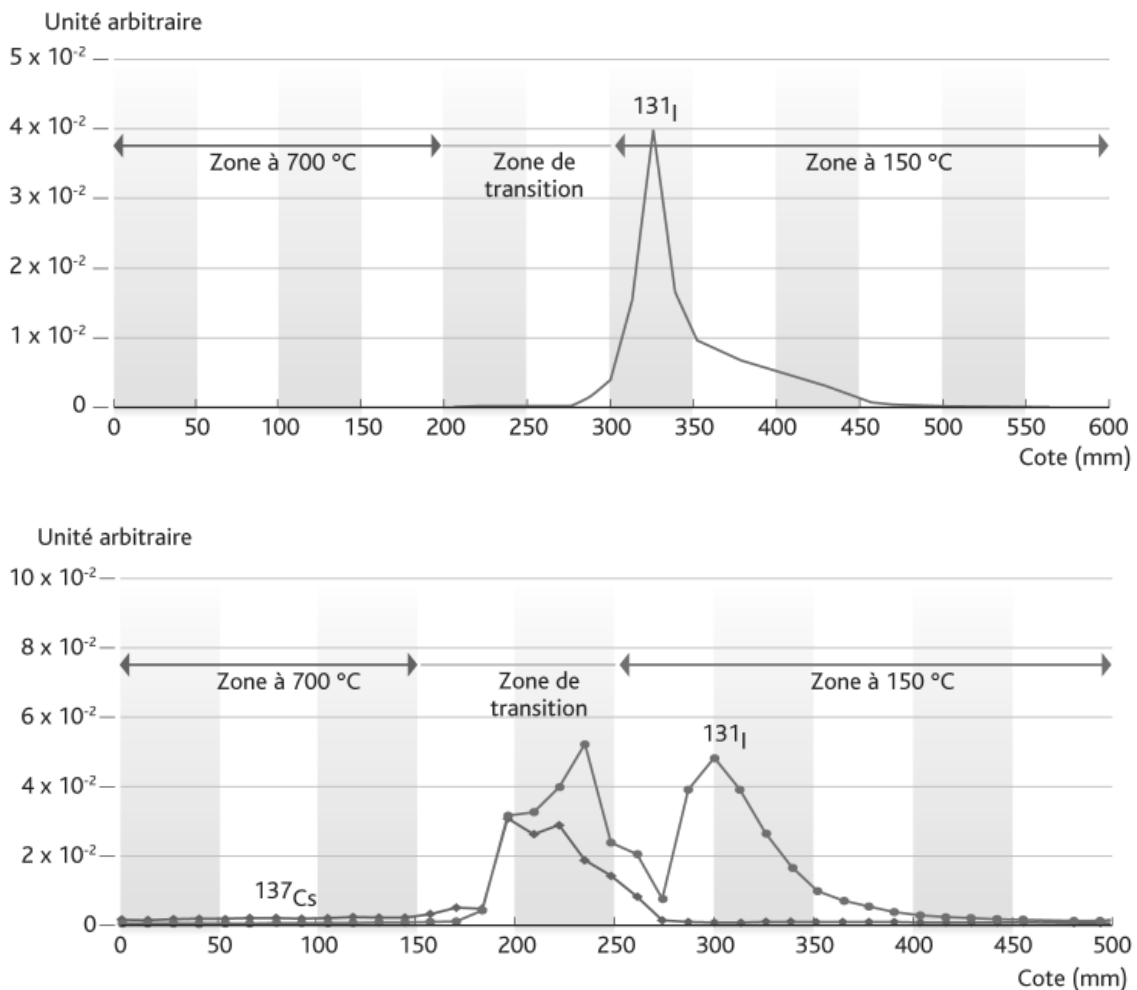 Unité arbitraire
5 x 10⁻²
131I
4 x 10⁻²
Zone à 700 °C Zone de transition Zone à 150 °C
3 x 10⁻²
2 x 10⁻²
1 x 10⁻²
0
0 50 100 150 200 250 300 350 400 450 500 550 600
Cote (mm)
Unité arbitraire
10 x 10⁻²
8 x 10⁻²
Zone à 700 °C Zone de transition Zone à 150 °C
6 x 10⁻²
131I
4 x 10⁻²
2 x 10⁻²
137Cs
0
0 50 100 150 200 250 300 350 400 450 500
Cote (mm)